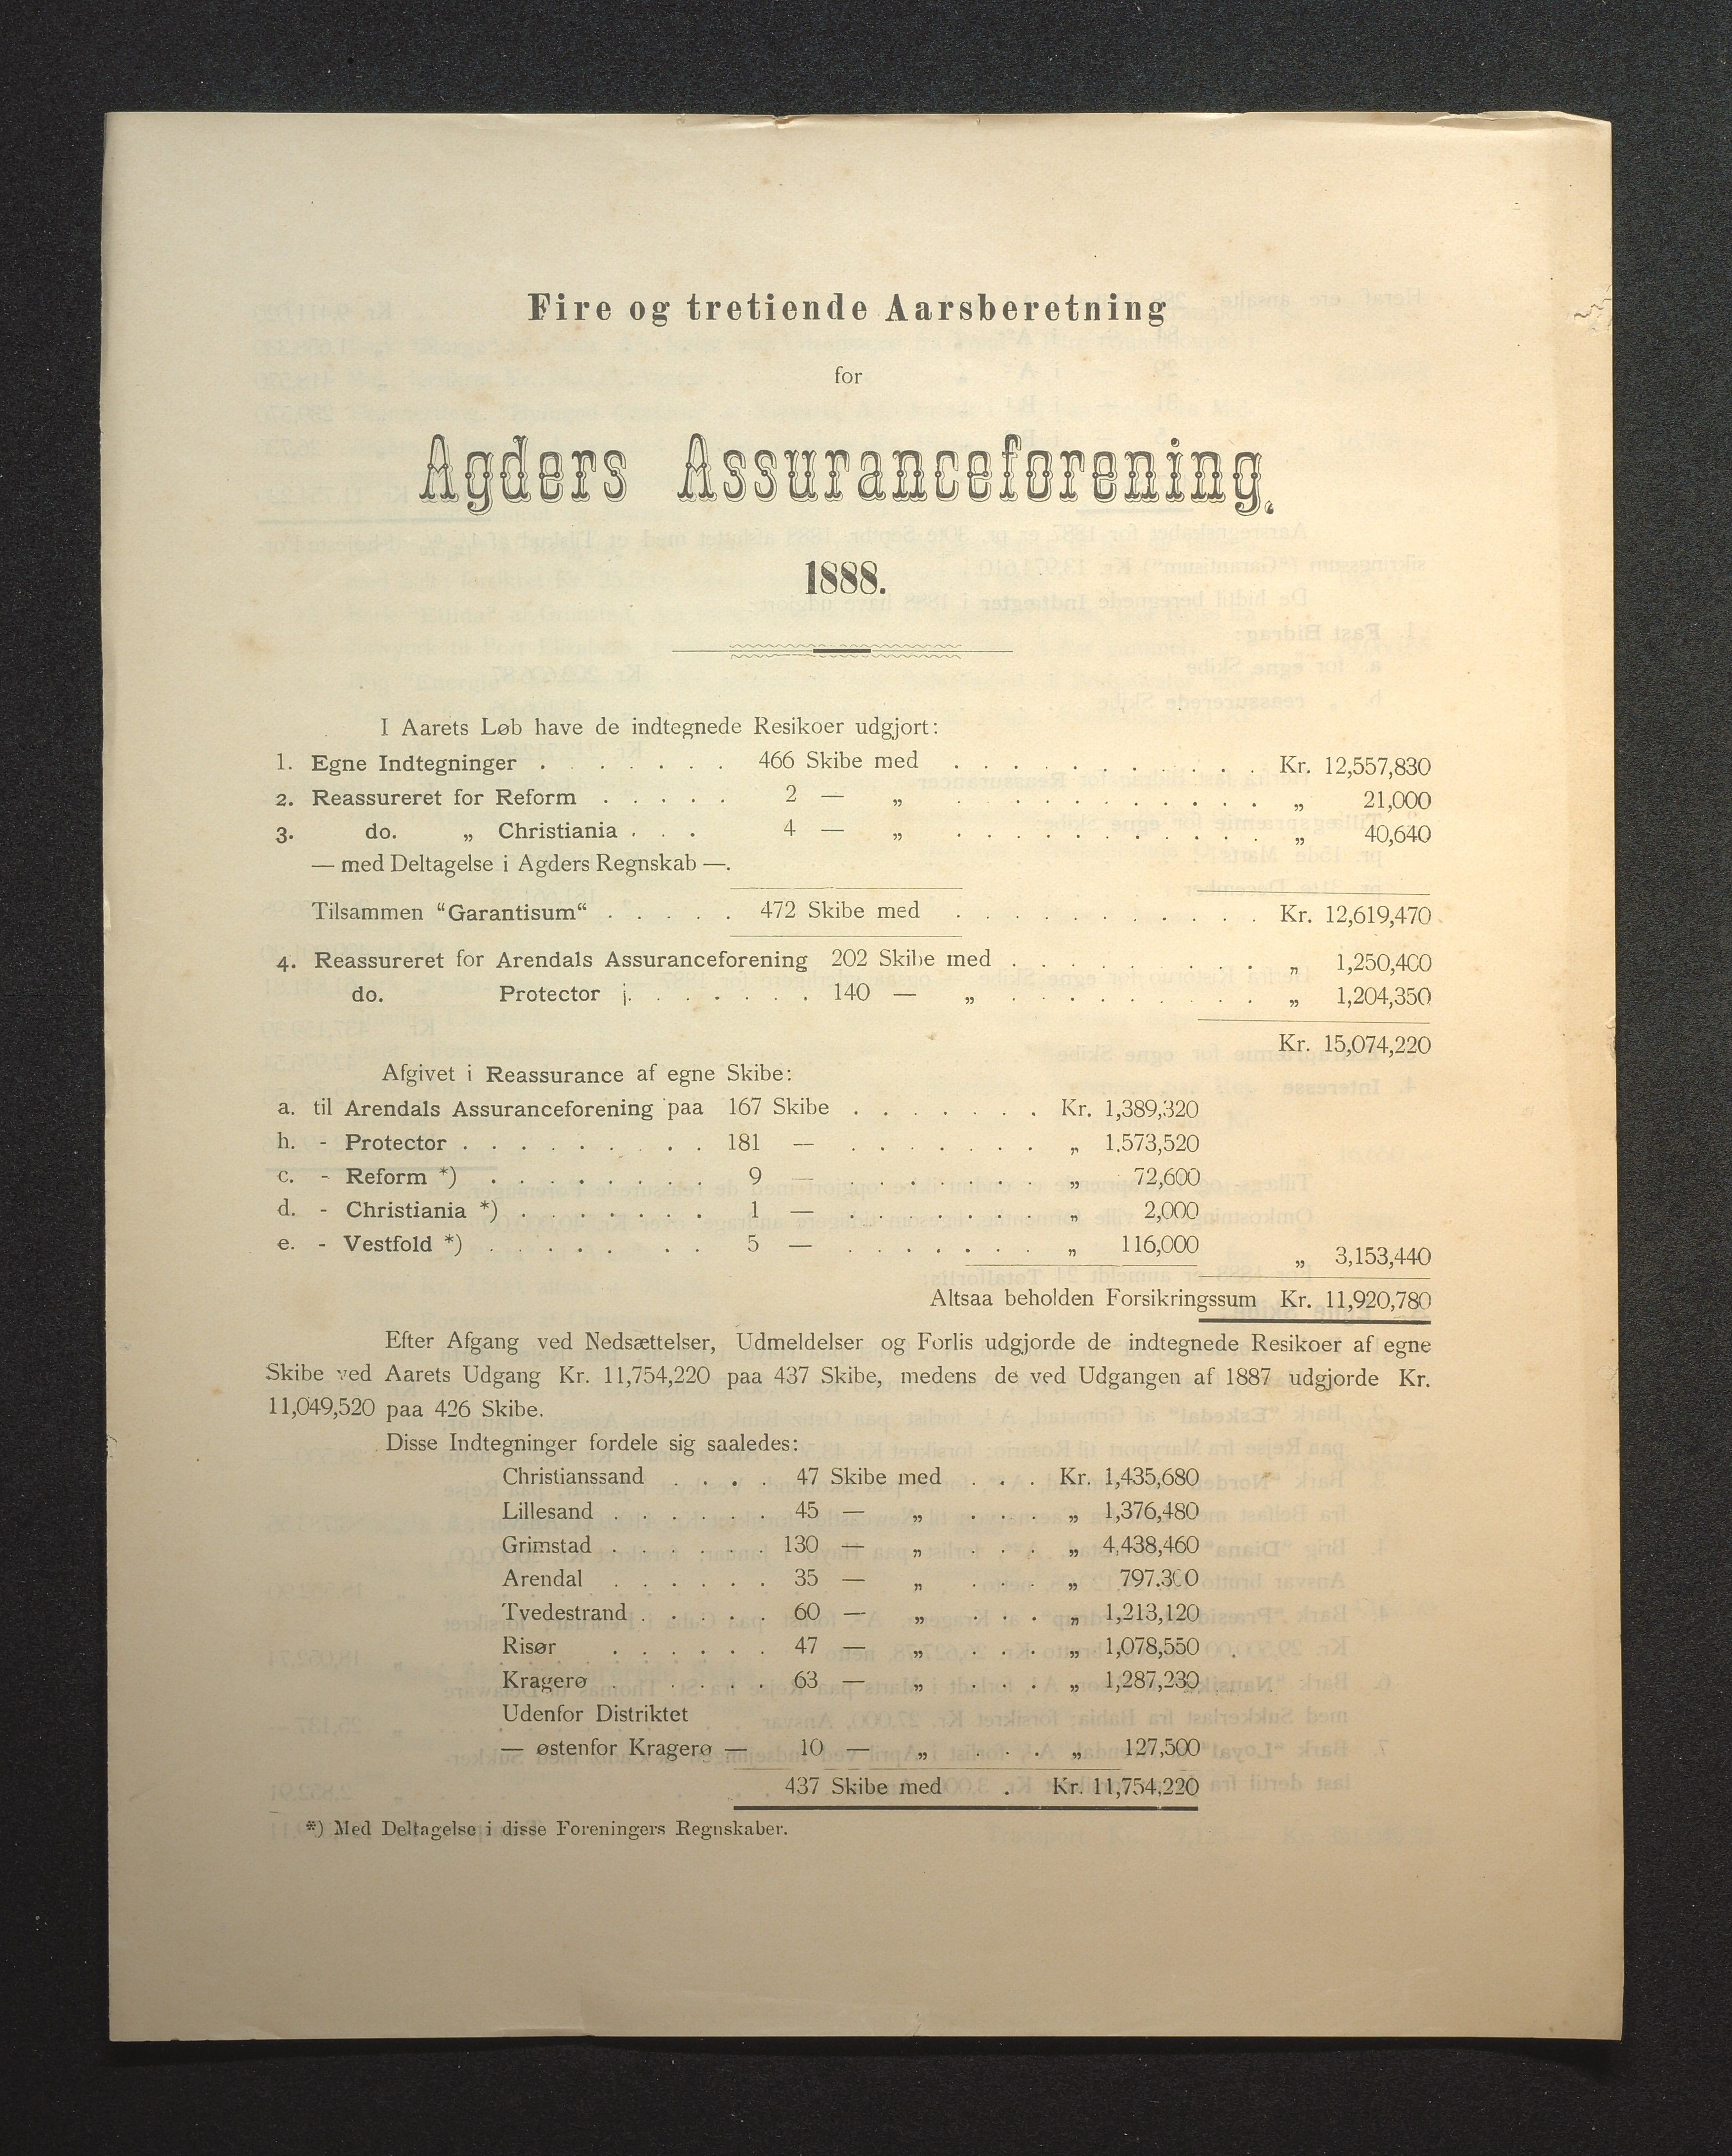 Fire og tretiende Aarsberetning
for
Agders Assuranceforening.
1888.
I Aarets Løb have de indtegnede Resikoer udgjort:
1. Egne Indtegninger . . . . . . . 466 Skibe med . . . . . . . . . . . Kr. 12,557,830
2. Reassureret for Reform . . . . . 2 — „ . . . . . . . . . . . „ 21,000
3. do. „ Christiania . . . 4 — „ . . . . . . . . . . . „ 40,640
— med Deltagelse i Agders Regnskab —.
Tilsammen “Garantisum“ . . . . . 472 Skibe med . . . . . . . . . . . Kr. 12,619,470
4. Reassureret for Arendals Assuranceforening 202 Skibe med . . . . . . . . . „ 1,250,400
do. Protector j. . . . . . . 140 — „ . . . . . . . . . „ 1,204,350
Kr. 15,074,220
Afgivet i Reassurance af egne Skibe:
a. til Arendals Assuranceforening paa 167 Skibe . . . . . . . Kr. 1,389,320
h. - Protector . . . . . . . . . 181 — . . . . . . . „ 1.573,520
c. - Reform *) . . . . . . . . 9 — . . . . . . . „ 72,600
d. - Christiania *) . . . . . . . 1 — . . . . . . . „ 2,000
e. - Vestfold *) . . . . . . . 5 — . . . . . . . „ 116,000
„ 3,153,440
Altsaa beholden Forsikringssum Kr. 11,920,780
Efter Afgang ved Nedsættelser, Udmeldelser og Forlis udgjorde de indtegnede Resikoer af egne
Skibe ved Aarets Udgang Kr. 11,754,220 paa 437 Skibe, medens de ved Udgangen af 1887 udgjorde Kr.
11,049,520 paa 426 Skibe.
Disse Indtegninger fordele sig saaledes:
Christianssand . . . . 47 Skibe med . . . Kr. 1,435,680
Lillesand . . . . . . 45 — „ . . . „ 1,376,480
Grimstad . . . . . . 130 — „ . . . „ 4,438,460
Arendal . . . . . . 35 — „ . . . „ 797.300
Tvedestrand . . . . . 60 — „ . . . „ 1,213,120
Risør . . . . . . 47 — „ . . . „ 1,078,550
Kragerø . . . . . . 63 — „ . . . „ 1,287,230
Udenfor Distriktet
— østenfor Kragerø — 10 — „ . . . „ 127,500
437 Skibe med . Kr. 11,754,220
*) Med Deltagelse i disse Foreningers Regnskaber.